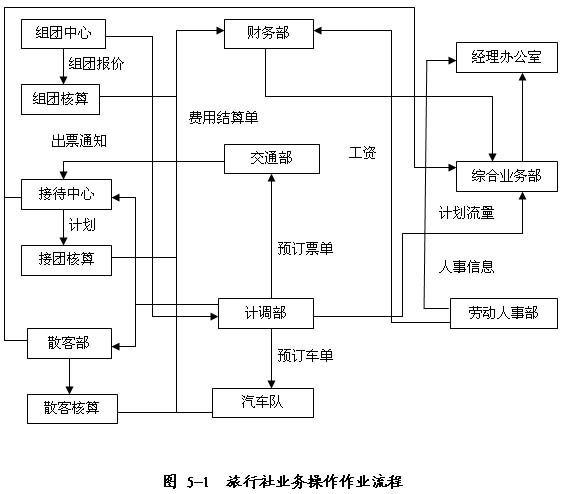 组团中心
财务部
经理办公室
组团报价
组团核算
费用结算单
出票通知
交通部
工资
综合业务部
接待中心
计划
计划流量
接团核算
预订票单
人事信息
计调部
劳动人事部
散客部
预订车单
散客核算
汽车队
图 5-1 旅行社业务操作作业流程